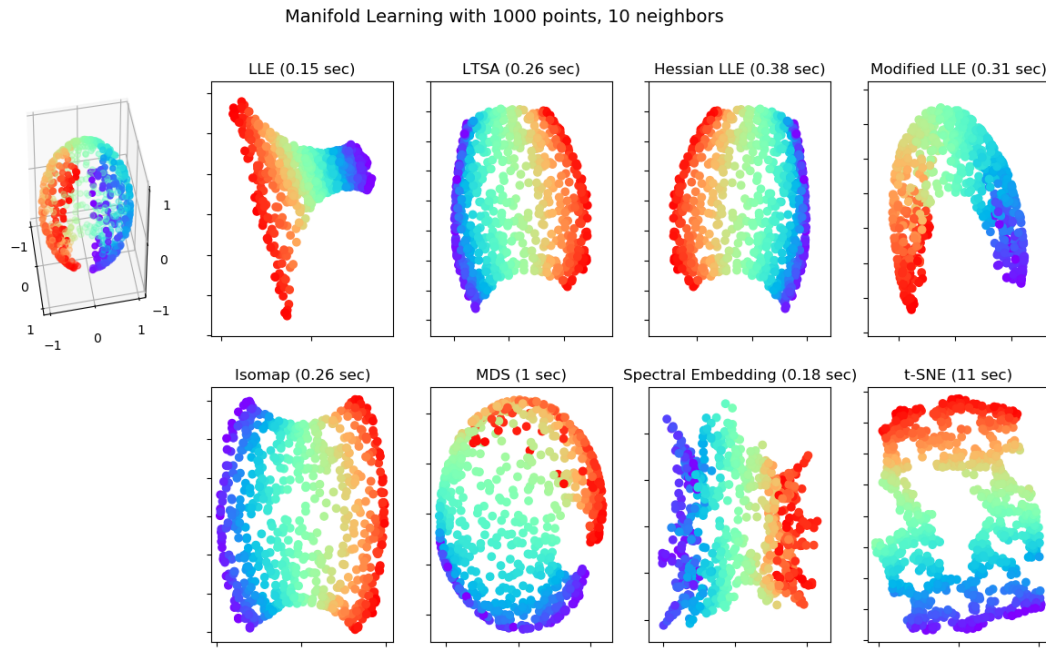 Manifold Learning with 1000 points, 10 neighbors
LLE (0.15 sec)
LTSA (0.26 sec)
Hessian LLE (0.38 sec)
Modified LLE (0.31 sec)
1
0
−1
−1
0
1
−1
0
1
Isomap (0.26 sec)
MDS (1 sec)
Spectral Embedding (0.18 sec)
t-SNE (11 sec)